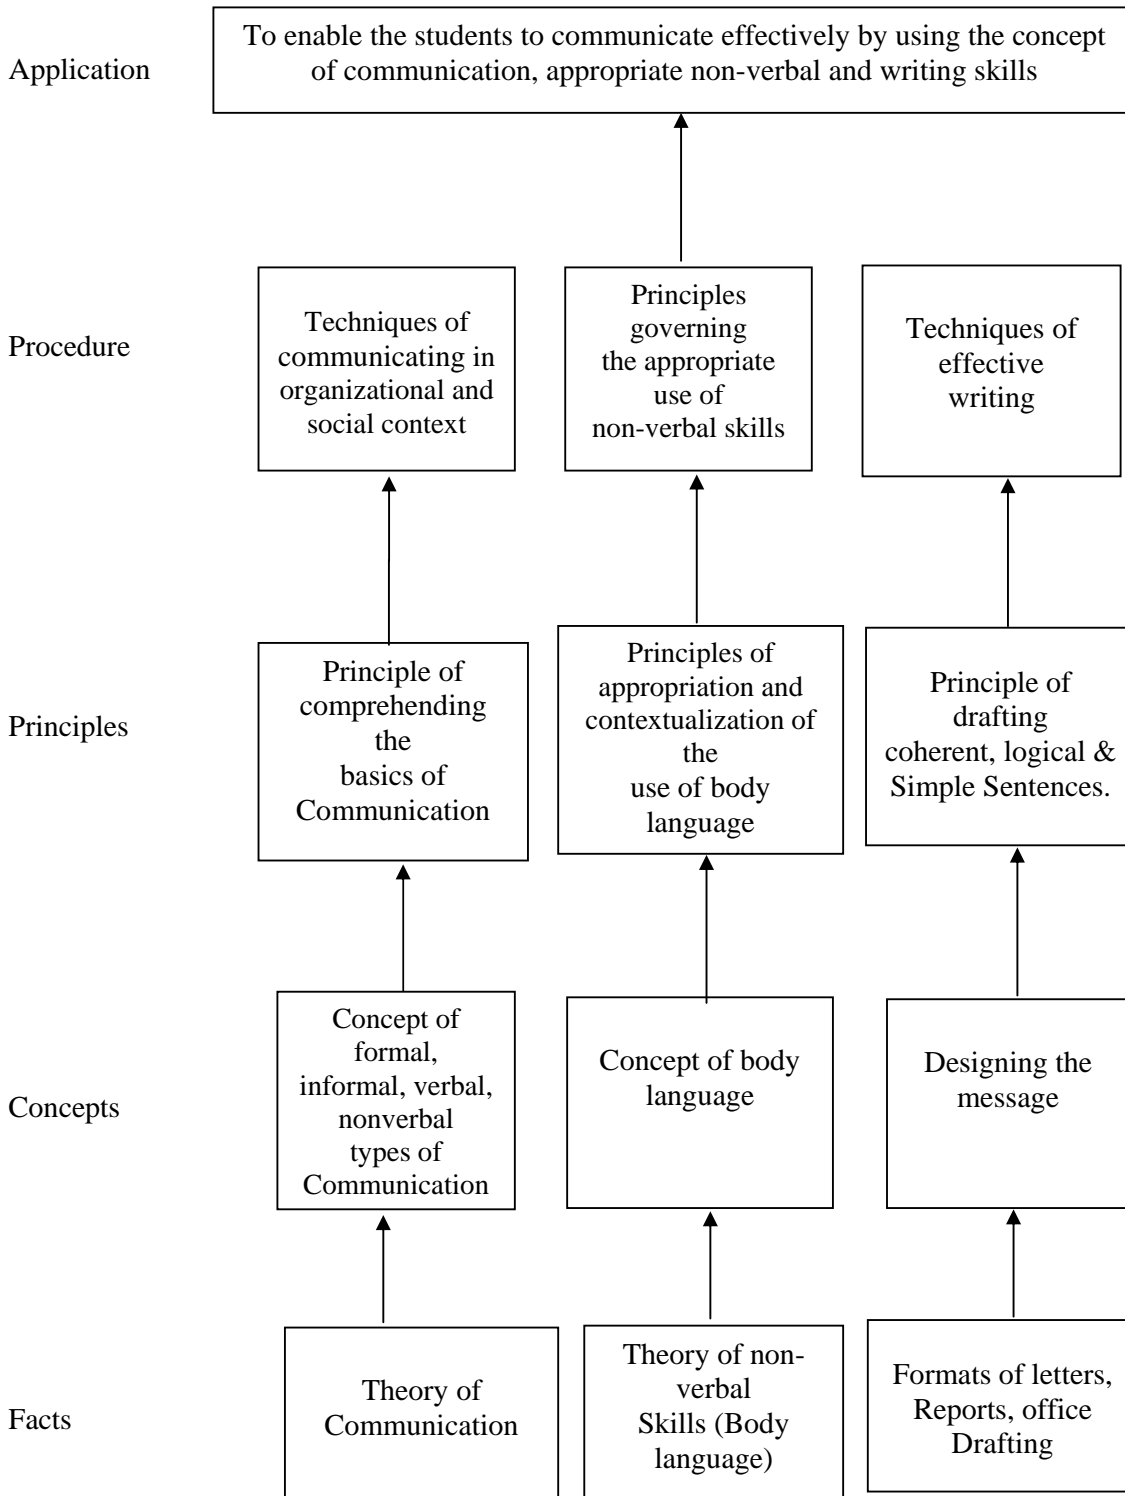 Application
To enable the students to communicate effectively by using the concept
of communication, appropriate non-verbal and writing skills
Procedure
Techniques of
communicating in
organizational and
social context
Principles
governing
the appropriate
use of
non-verbal skills
Techniques of
effective
writing
Principles
Principle of
comprehending
the
basics of
Communication
Principles of
appropriation and
contextualization of
the
use of body
language
Principle of
drafting
coherent, logical &
Simple Sentences.
Concepts
Concept of
formal,
informal, verbal,
nonverbal
types of
Communication
Concept of body
language
Designing the
message
Facts
Theory of
Communication
Theory of non-
verbal
Skills (Body
language)
Formats of letters,
Reports, office
Drafting